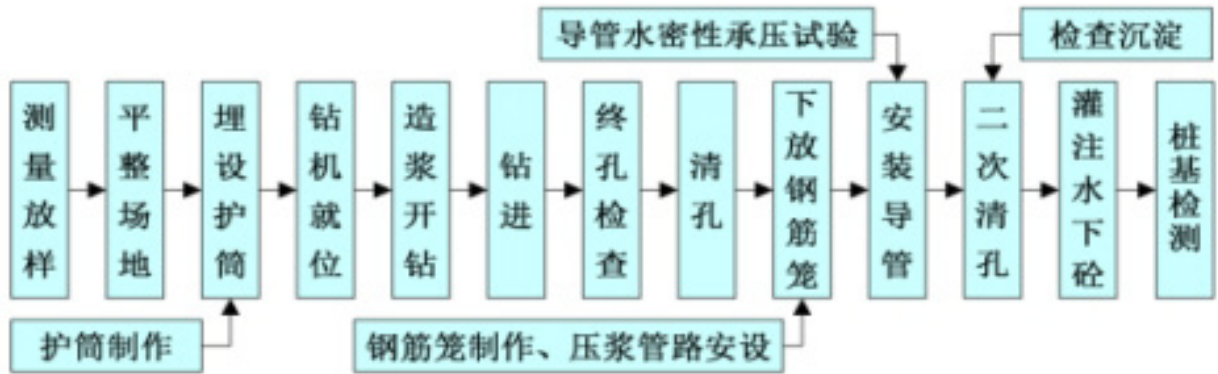 导管水密性承压试验
检查沉淀
测量放样
平整场地
埋设护筒
钻机就位
造浆开钻
钻进
终孔检查
清孔
下放钢筋笼
安装导管
二次清孔
灌注水下砼
桩基检测
护筒制作
钢筋笼制作、压浆管路安设